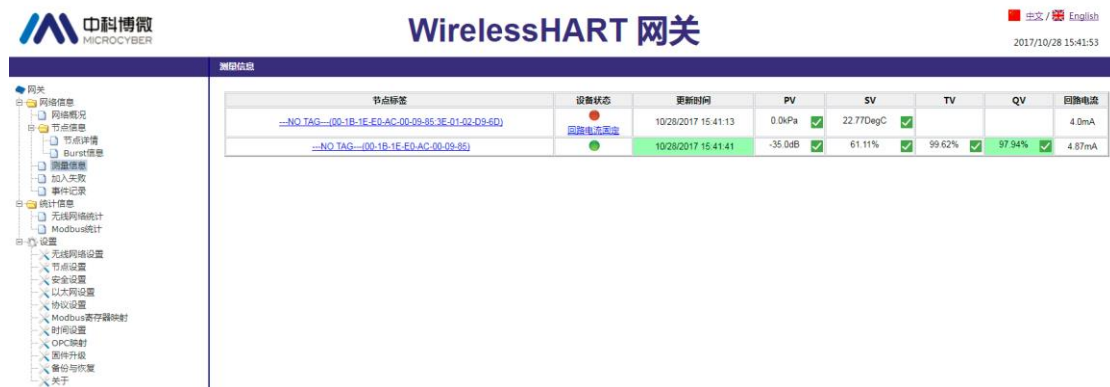 中科博微
MICROCYBER
WirelessHART 网关
中文 / English
2017/10/28 15:41:53
测量信息
网关
网络信息
网络概况
节点信息
节点详情
Burst信息
测量信息
加入失败
事件记录
统计信息
无线网络统计
Modbus统计
设置
无线网络设置
节点设置
安全设置
以太网设置
协议设置
Modbus寄存器映射
时间设置
OPC映射
固件升级
备份与恢复
关于
节点标签 设备状态 更新时间 PV SV TV QV 回路电流
---NO TAG---(00-1B-1E-E0-AC-00-09-85:3E-01-02-D9-6D) 回路电流固定 10/28/2017 15:41:13 0.0kPa 22.77DegC 4.0mA
---NO TAG---(00-1B-1E-E0-AC-00-09-85) 10/28/2017 15:41:41 -35.0dB 61.11% 99.62% 97.94% 4.87mA